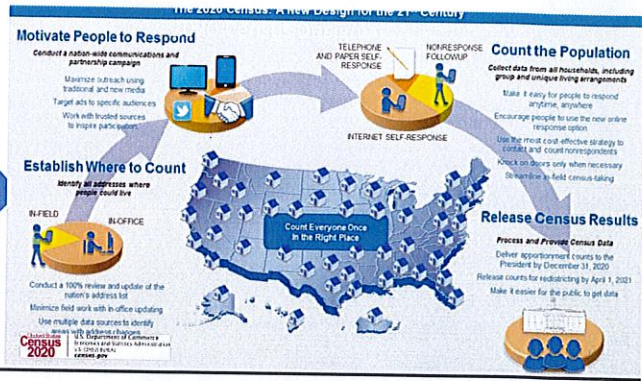 The 2020 Census: A New Design for the 21st Century
Motivate People to Respond
Conduct a nation-wide communications and
partnership campaign
Maximize outreach using
traditional and new media
Target ads to specific audiences
Work with trusted sources
to inspire participation
Establish Where to Count
Identify all addresses where
people could live
IN-FIELD
IN-OFFICE
Conduct a 100% review and update of the
nation's address list
Minimize field work with in-office updating
Use multiple data sources to identify
areas with address changes
TELEPHONE
AND PAPER SELF-
RESPONSE
NONRESPONSE
FOLLOWUP
INTERNET SELF-RESPONSE
Count Everyone Once
In the Right Place
Count the Population
Collect data from all households, including
group and unique living arrangements
Make it easy for people to respond
anytime, anywhere
Encourage people to use the new online
response option
Use the most cost-effective strategy to
contact and count nonrespondents
Knock on doors only when necessary
Streamline in-field census-taking
Release Census Results
Process and Provide Census Data
Deliver apportionment counts to the
President by December 31, 2020
Release counts for redistricting by April 1, 2021
Make it easier for the public to get data
United States
Census
2020
U.S. Department of Commerce
Economics and Statistics Administration
U.S. CENSUS BUREAU
census.gov